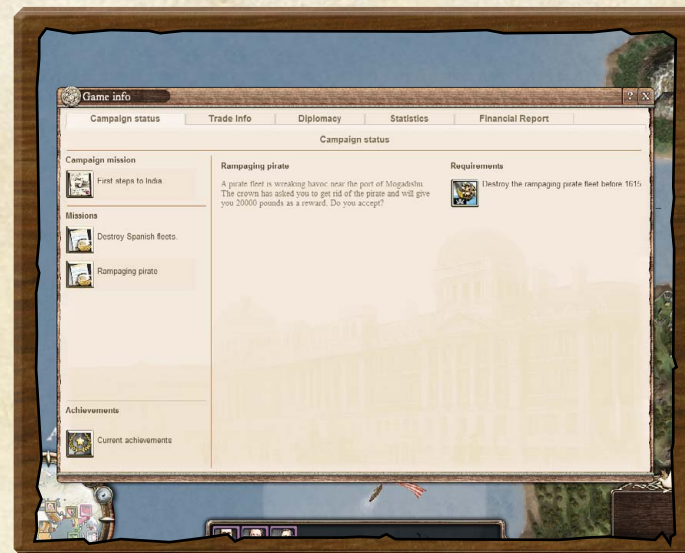 Game info
? X
Campaign status
Trade Info
Diplomacy
Statistics
Financial Report
Campaign status
Campaign mission
First steps to India
Missions
Destroy Spanish fleets.
Rampaging pirate
Achievements
Current achievements
Rampaging pirate
A pirate fleet is wreaking havoc near the port of Mogadishu
The crown has asked you to get rid of the pirate and will give
you 20000 pounds as a reward. Do you accept?
Requirements
Destroy the rampaging pirate fleet before 1615